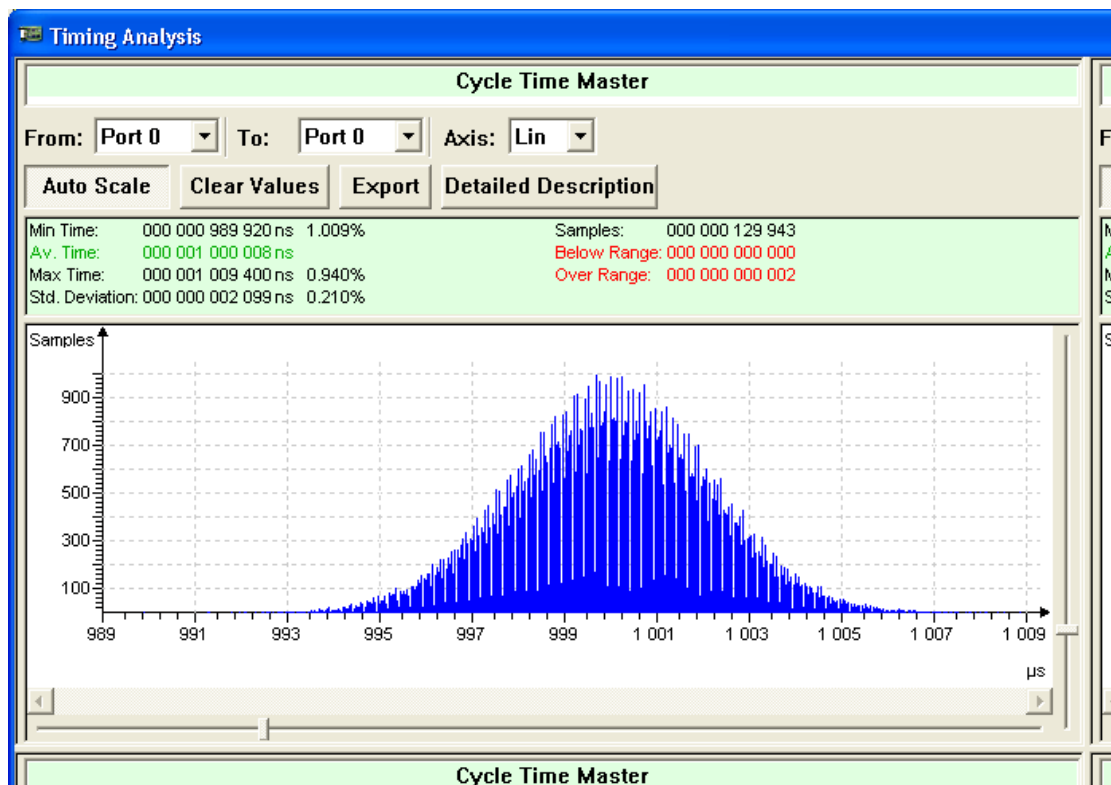 Timing Analysis
Cycle Time Master
From: Port 0 To: Port 0 Axis: Lin
F
Auto Scale Clear Values Export Detailed Description
Min Time: 000 000 989 920 ns 1.009% Samples: 000 000 129 943
Av. Time: 000 001 000 008 ns Below Range: 000 000 000 000
Max Time: 000 001 009 400 ns 0.940% Over Range: 000 000 000 002
Std. Deviation: 000 000 002 099 ns 0.210%
Samples
900
700
500
300
100
989 991 993 995 997 999 1 001 1 003 1 005 1 007 1 009
µs
Cycle Time Master